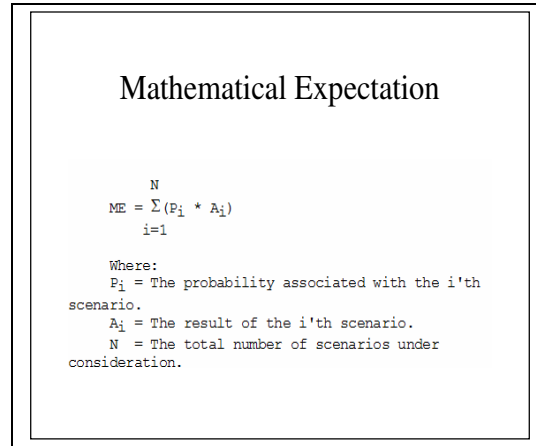 Mathematical Expectation
N
ME = Σ(Pi * Ai)
i=1
Where:
Pi = The probability associated with the i'th
scenario.
Ai = The result of the i'th scenario.
N = The total number of scenarios under
consideration.